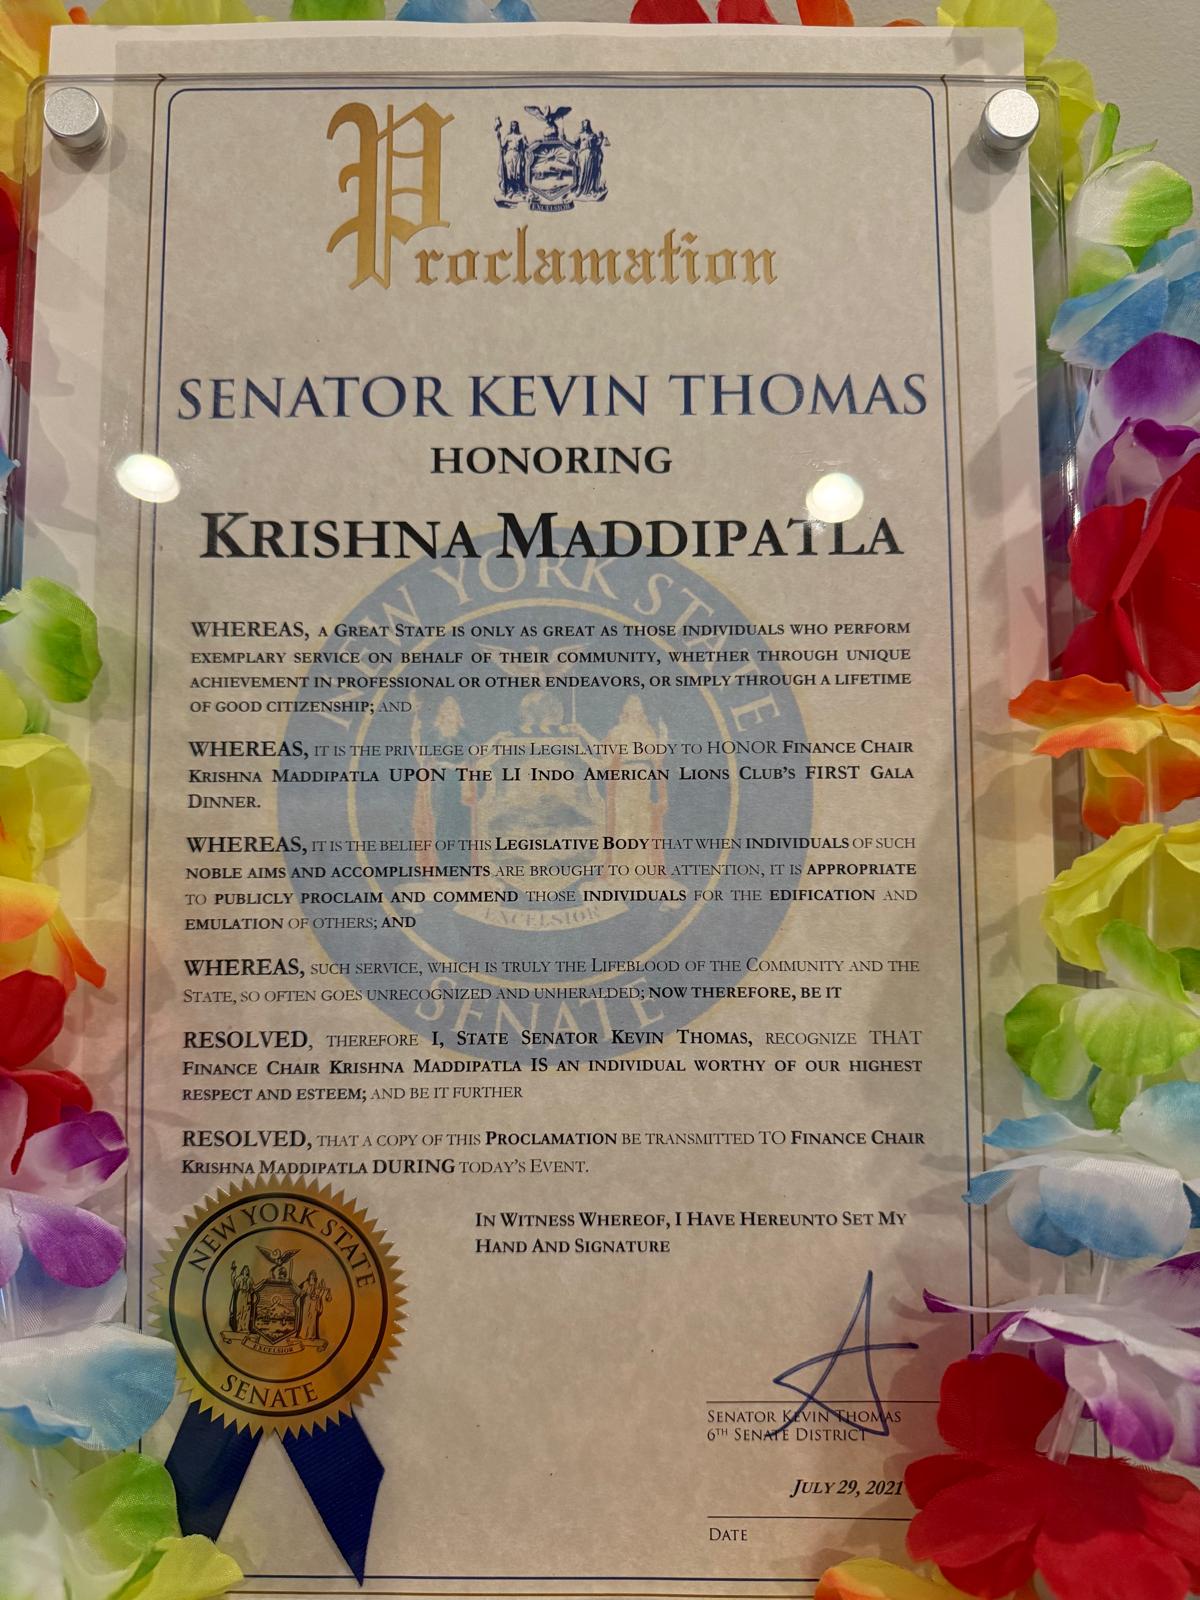 Proclamation
EXCELSIOR
SENATOR KEVIN THOMAS
HONORING
KRISHNA MADDIPATLA
NEW YORK STATE
WHEREAS, A GREAT STATE IS ONLY AS GREAT AS THOSE INDIVIDUALS WHO PERFORM
EXEMPLARY SERVICE ON BEHALF OF THEIR COMMUNITY, WHETHER THROUGH UNIQUE
ACHIEVEMENT IN PROFESSIONAL OR OTHER ENDEAVORS, OR SIMPLY THROUGH A LIFETIME
OF GOOD CITIZENSHIP; AND
WHEREAS, IT IS THE PRIVILEGE OF THIS LEGISLATIVE BODY TO HONOR FINANCE CHAIR
KRISHNA MADDIPATLA UPON THE LI INDO AMERICAN LIONS CLUB'S FIRST GALA
DINNER.
WHEREAS, IT IS THE BELIEF OF THIS LEGISLATIVE BODY THAT WHEN INDIVIDUALS OF SUCH
NOBLE AIMS AND ACCOMPLISHMENTS ARE BROUGHT TO OUR ATTENTION, IT IS APPROPRIATE
TO PUBLICLY PROCLAIM AND COMMEND THOSE INDIVIDUALS FOR THE EDIFICATION AND
EMULATION OF OTHERS; AND
EXCELSIOR
WHEREAS, SUCH SERVICE, WHICH IS TRULY THE LIFEBLOOD OF THE COMMUNITY AND THE
STATE, SO OFTEN GOES UNRECOGNIZED AND UNHERALDED; NOW THEREFORE, BE IT
SENATE
RESOLVED, THEREFORE I, STATE SENATOR KEVIN THOMAS, RECOGNIZE THAT
FINANCE CHAIR KRISHNA MADDIPATLA IS AN INDIVIDUAL WORTHY OF OUR HIGHEST
RESPECT AND ESTEEM; AND BE IT FURTHER
RESOLVED, THAT A COPY OF THIS PROCLAMATION BE TRANSMITTED TO FINANCE CHAIR
KRISHNA MADDIPATLA DURING TODAY'S EVENT.
IN WITNESS WHEREOF, I HAVE HEREUNTO SET MY
HAND AND SIGNATURE
NEW YORK STATE
EXCELSIOR
SENATE
SENATOR KEVIN THOMAS
6TH SENATE DISTRICT
JULY 29, 2021
DATE